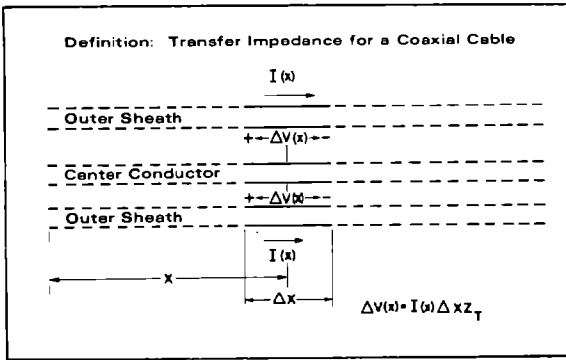 Definition: Transfer Impedance for a Coaxial Cable
I(x)
Outer Sheath
+ ΔV(x) -
Center Conductor
+ ΔV(x) -
Outer Sheath
I(x)
x
Δx
ΔV(x) = I(x) Δ X Z_T